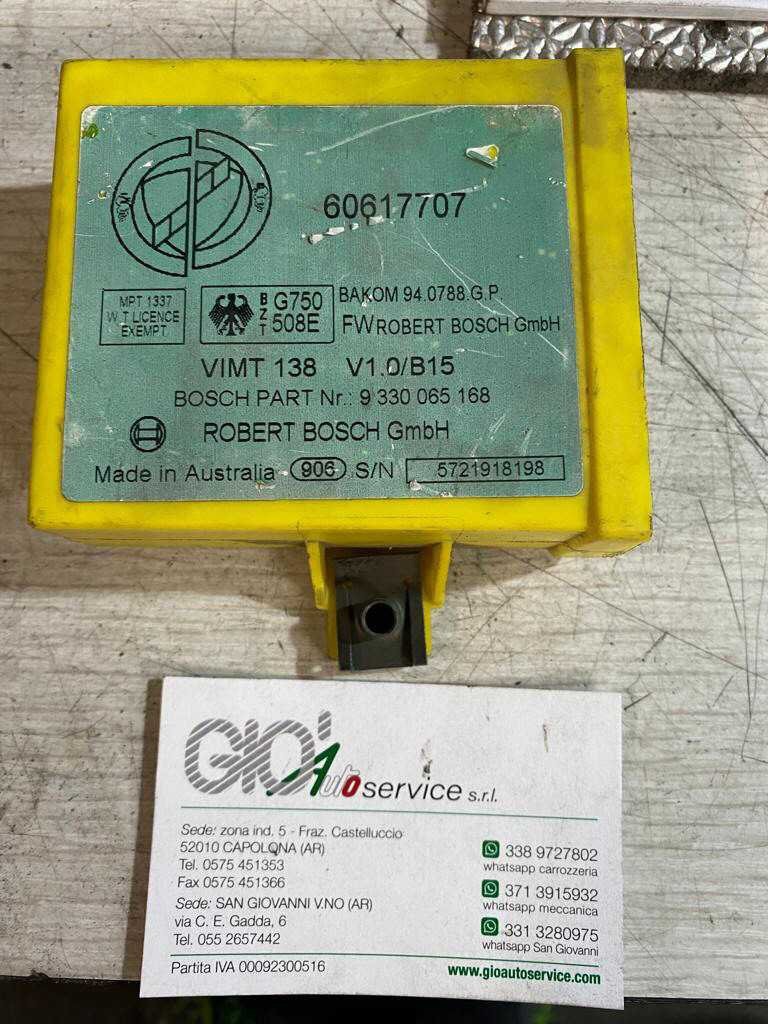 60617707
MPT 1337
W T LICENCE
EXEMPT
BZT
G750
508E
BAKOM 94.0788.G.P.
FW ROBERT BOSCH GmbH
VIMT 138 V1.0/B15
BOSCH PART Nr.: 9 330 065 168
ROBERT BOSCH GmbH
Made in Australia 906 S/N 5721918198
GIO' Autoservice s.r.l.
Sede: zona ind. 5 - Fraz. Castelluccio
52010 CAPOLONA (AR)
Tel. 0575 451353
Fax 0575 451366
Sede: SAN GIOVANNI V.NO (AR)
via C. E. Gadda, 6
Tel. 055 2657442
338 9727802
whatsapp carrozzeria
371 3915932
whatsapp meccanica
331 3280975
whatsapp San Giovanni
Partita IVA 00092300516
www.gioautoservice.com